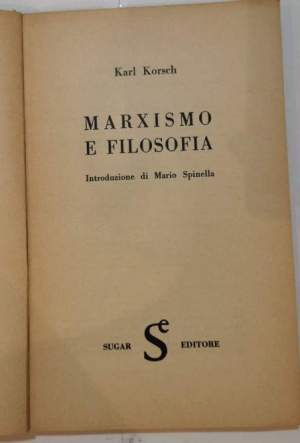 Karl Korsch
MARXISMO
E FILOSOFIA
Introduzione di Mario Spinella
SUGAR Se EDITORE